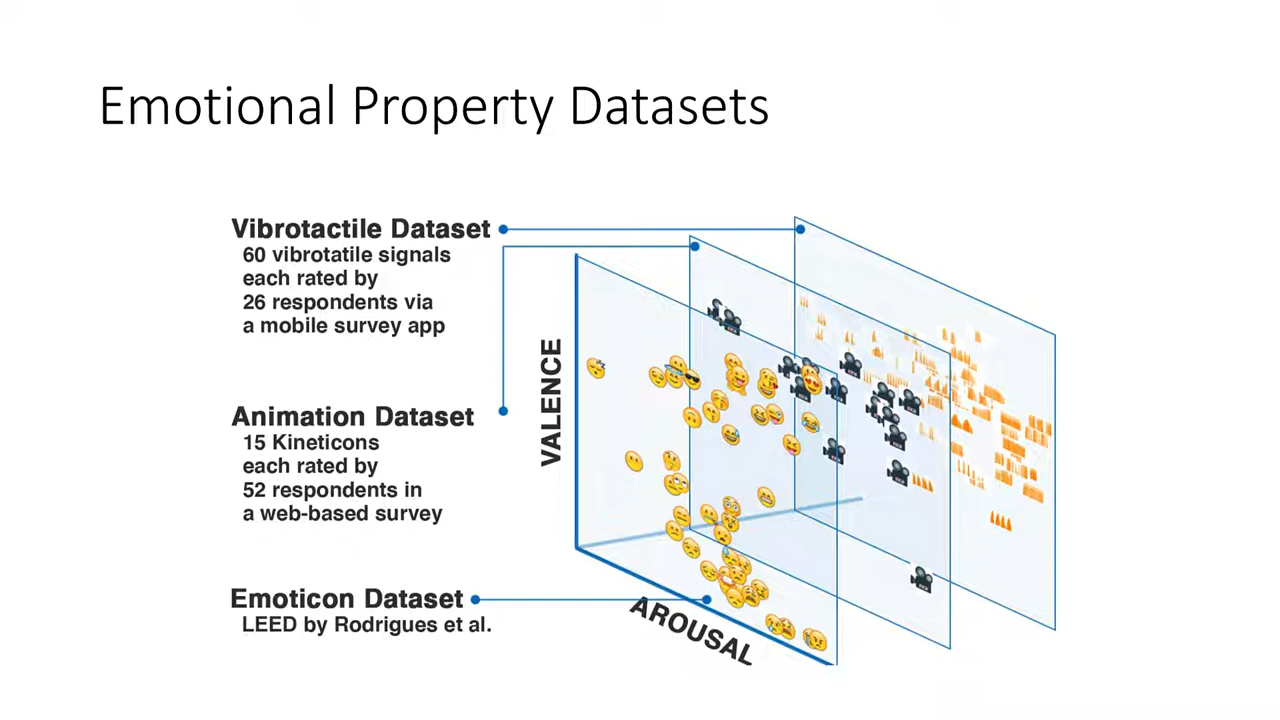 Emotional Property Datasets
Vibrotactile Dataset
60 vibrotatile signals
each rated by
26 respondents via
a mobile survey app
Animation Dataset
15 Kineticons
each rated by
52 respondents in
a web-based survey
Emoticon Dataset
LEED by Rodrigues et al.
VALENCE
AROUSAL